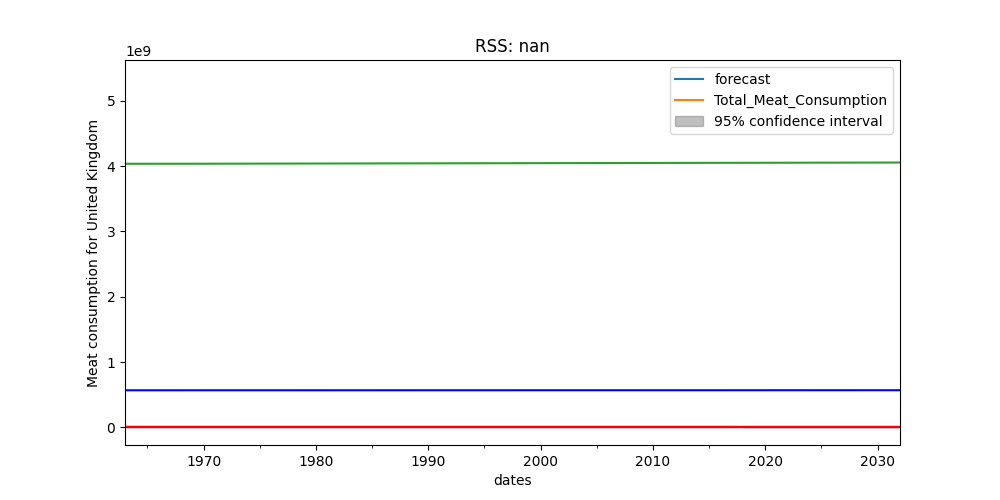 RSS: nan
1e9
forecast
Total_Meat_Consumption
95% confidence interval
Meat consumption for United Kingdom
5
4
3
2
1
0
1970 1980 1990 2000 2010 2020 2030
dates